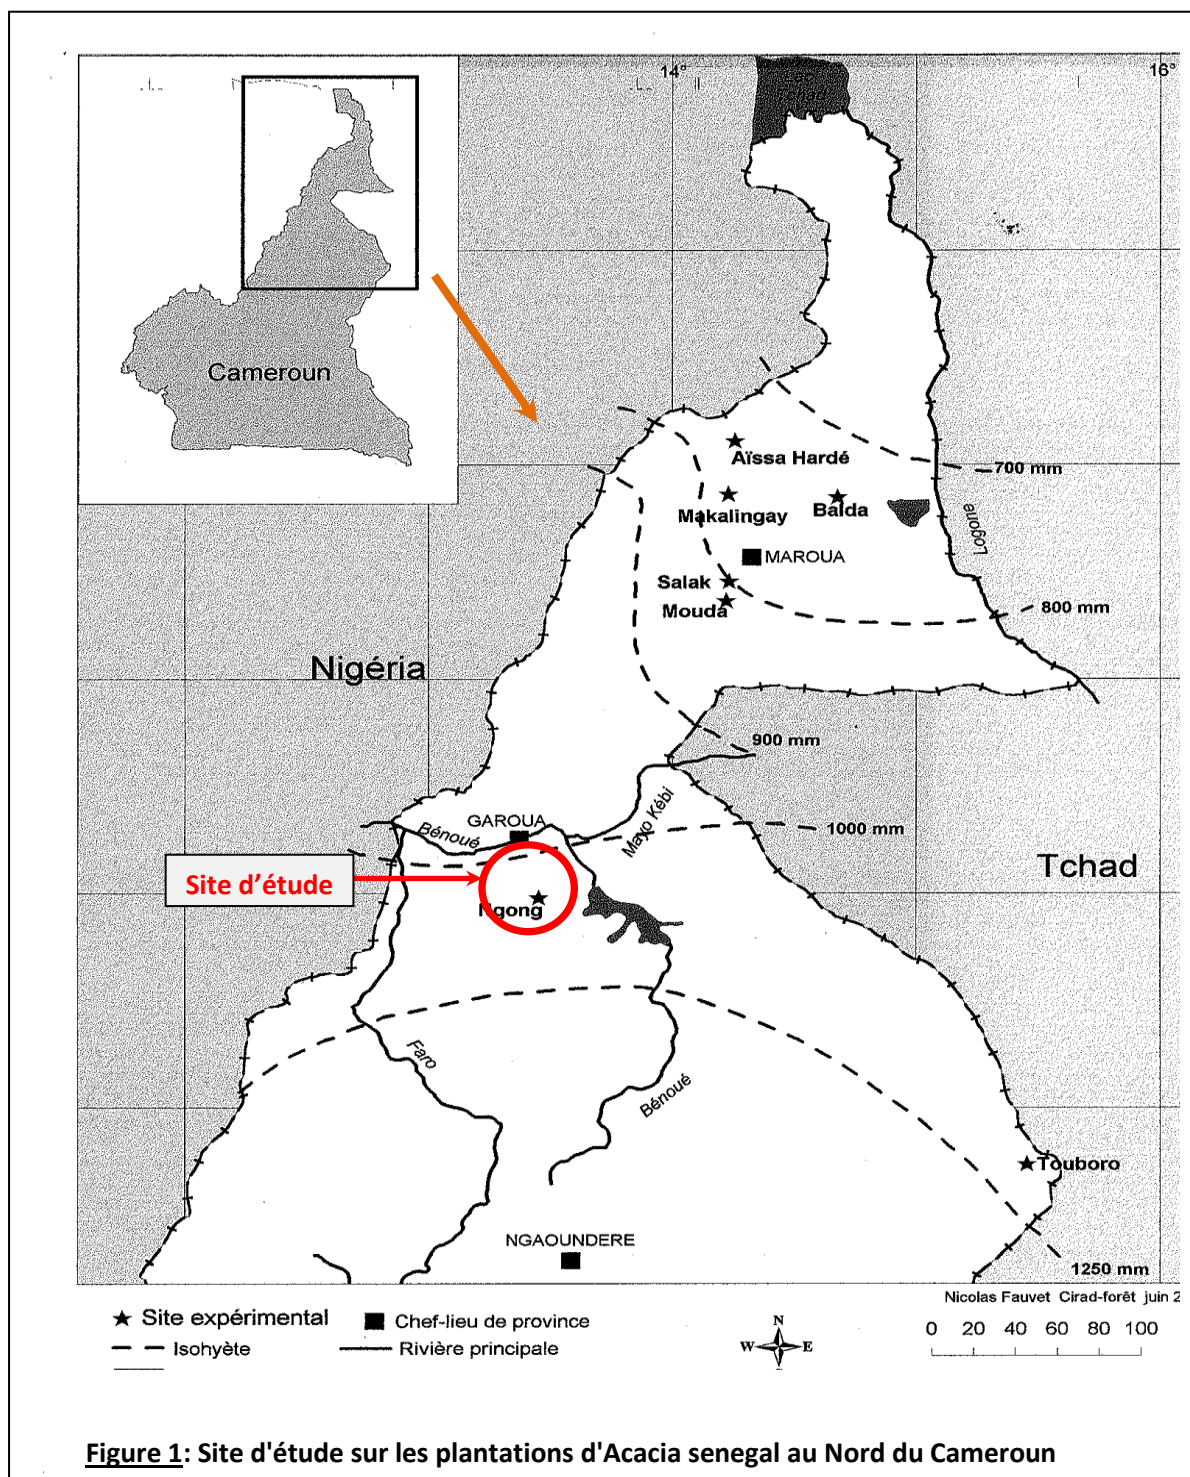 14°
16°
Lac
Tchad
Cameroun
700 mm
Aïssa Hardé
Makalingay
Balda
Logone
MAROUA
Salak
Mouda
800 mm
Nigéria
900 mm
Mayo Kébi
GAROUA
Bénoué
1000 mm
Tchad
Site d'étude
Ngong
Faro
Bénoué
Touboro
NGAOUNDERE
1250 mm
Nicolas Fauvet Cirad-forêt juin 2
Site expérimental
Chef-lieu de province
Isohyète
Rivière principale
N
W
E
S
0 20 40 60 80 100
Figure 1: Site d'étude sur les plantations d'Acacia senegal au Nord du Cameroun